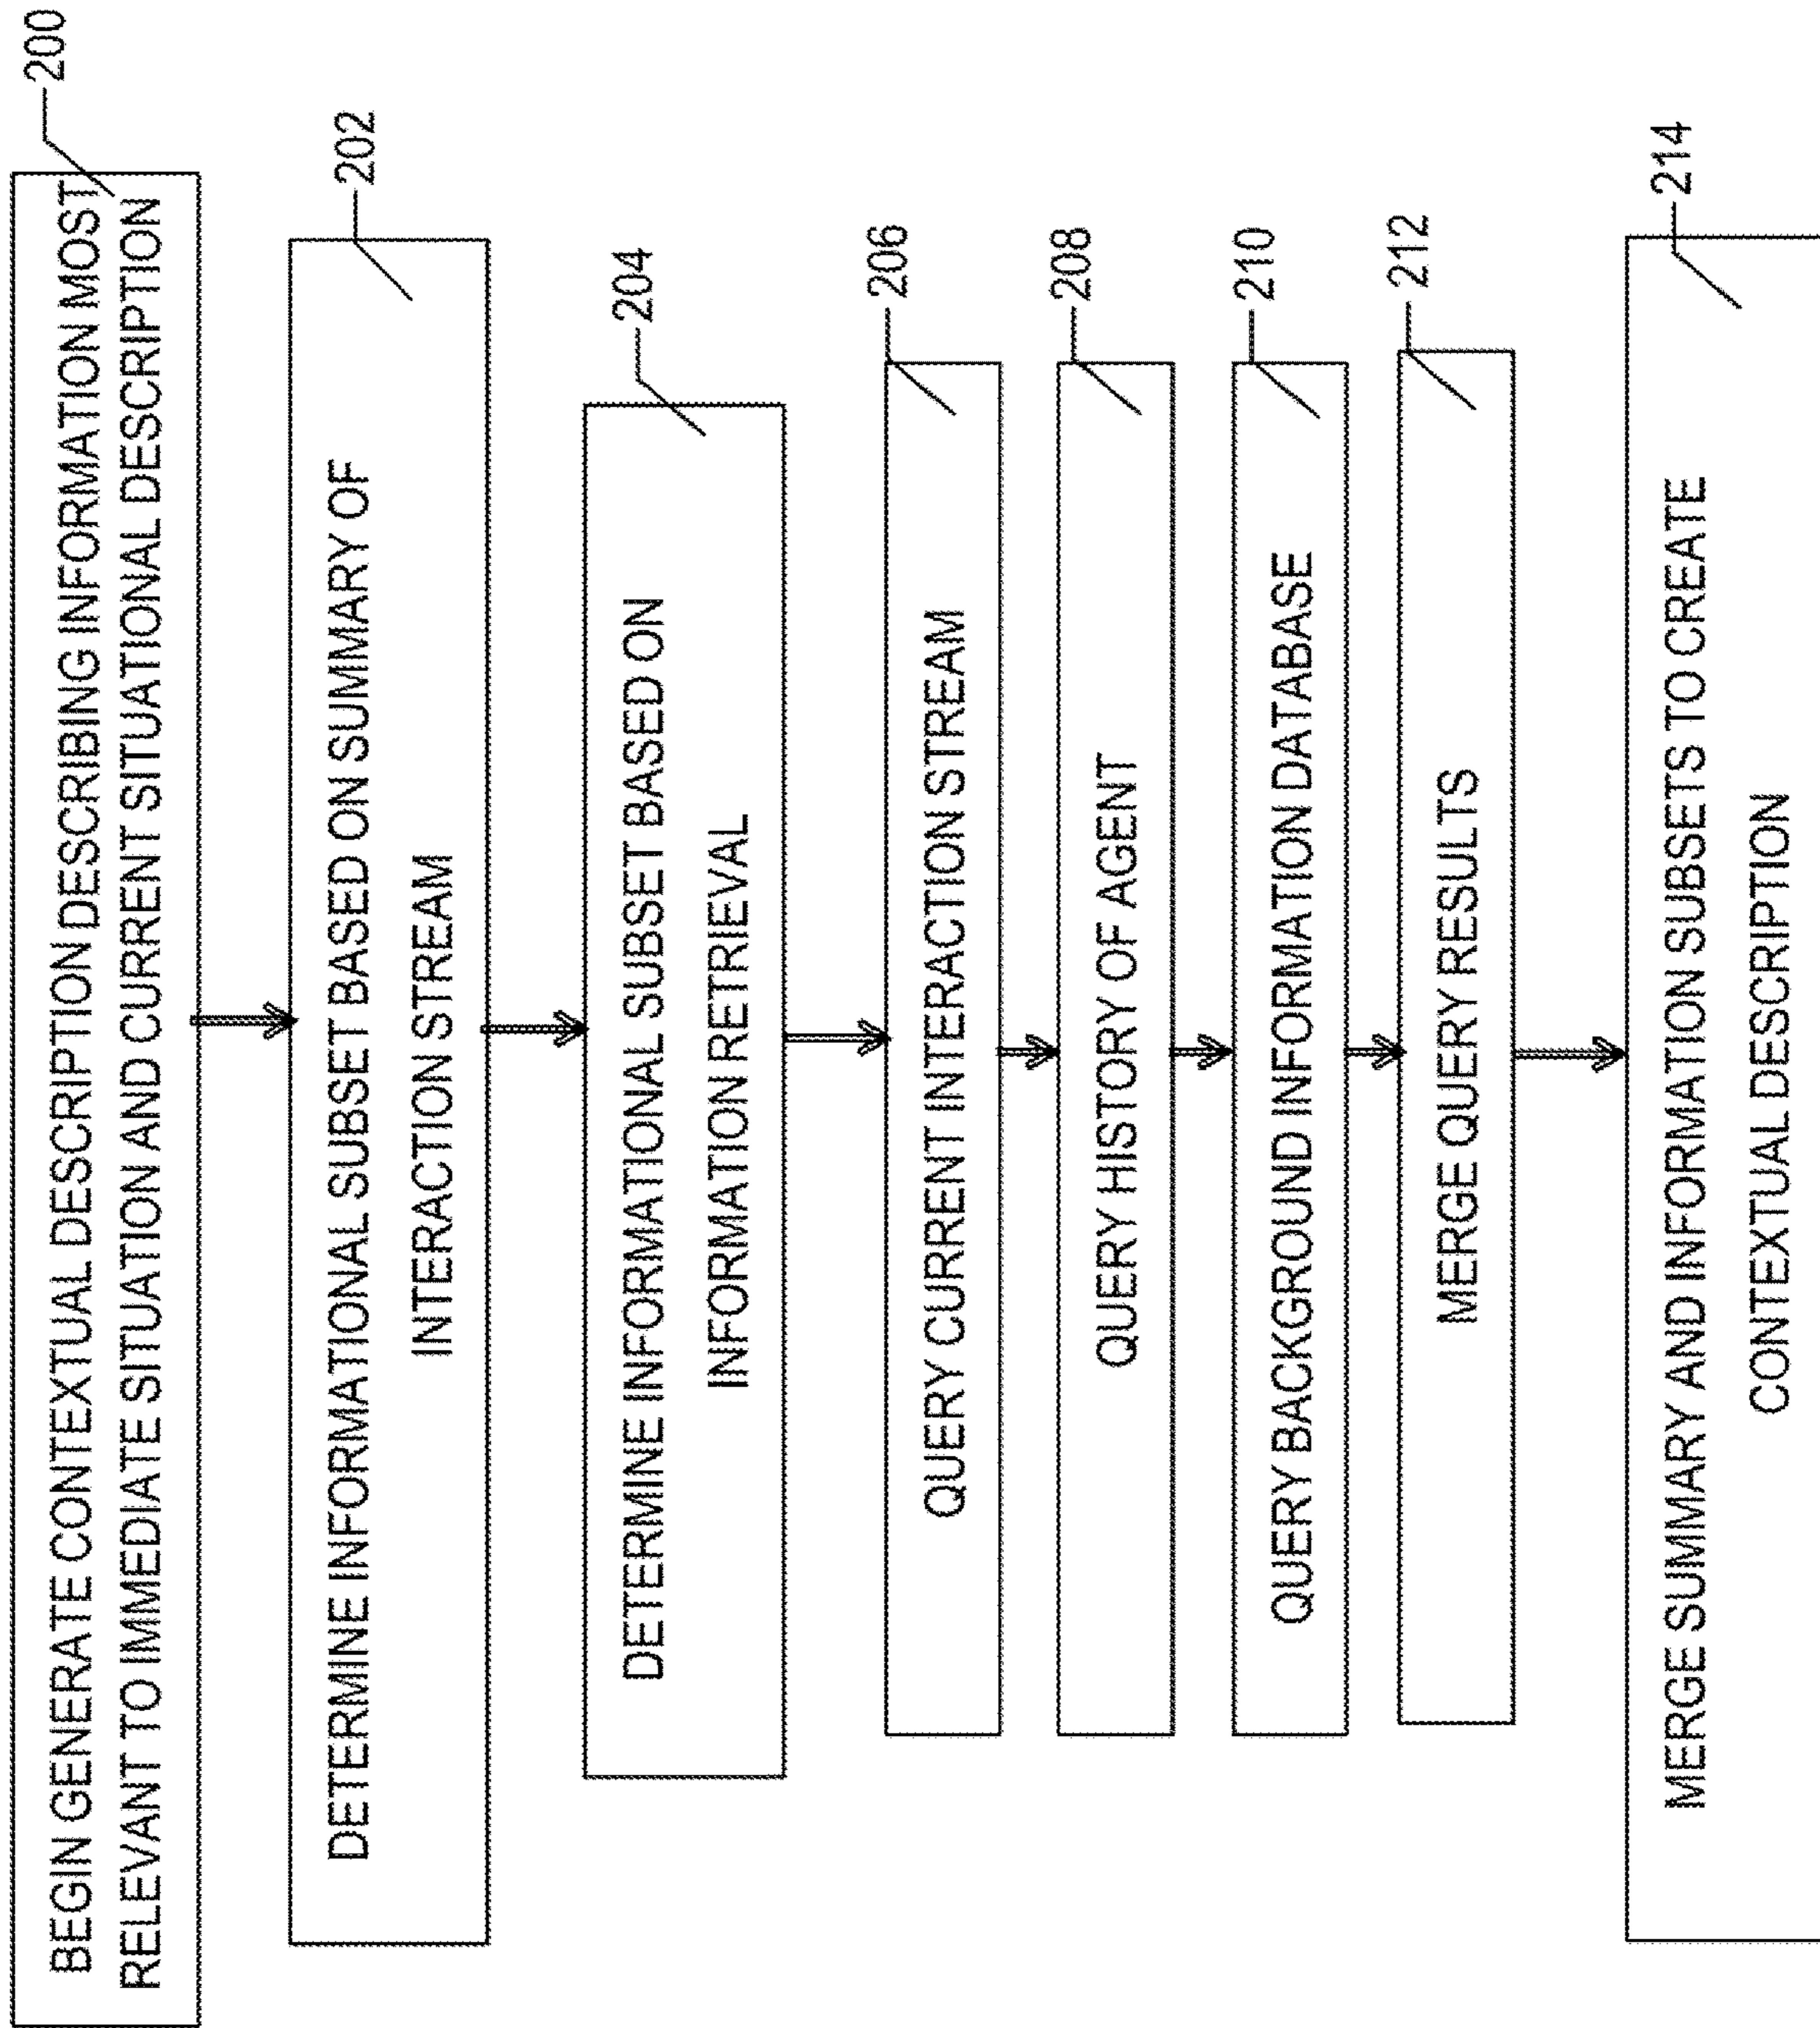 200
BEGIN GENERATE CONTEXTUAL DESCRIPTION DESCRIBING INFORMATION MOST
RELEVANT TO IMMEDIATE SITUATION AND CURRENT SITUATIONAL DESCRIPTION
202
DETERMINE INFORMATIONAL SUBSET BASED ON SUMMARY OF
INTERACTION STREAM
204
DETERMINE INFORMATIONAL SUBSET BASED ON
INFORMATION RETRIEVAL
206
QUERY CURRENT INTERACTION STREAM
208
QUERY HISTORY OF AGENT
210
QUERY BACKGROUND INFORMATION DATABASE
212
MERGE QUERY RESULTS
214
MERGE SUMMARY AND INFORMATION SUBSETS TO CREATE
CONTEXTUAL DESCRIPTION